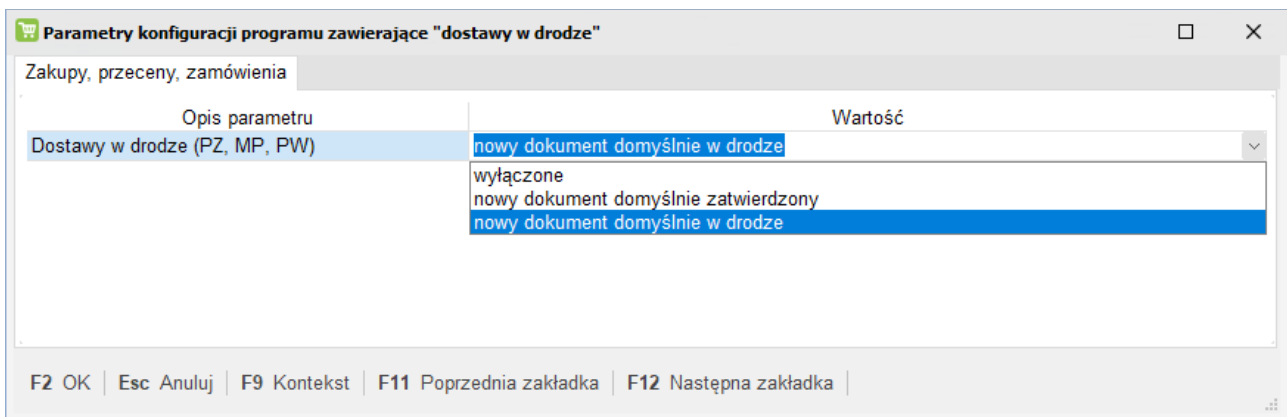 Parametry konfiguracji programu zawierające "dostawy w drodze"
Zakupy, przeceny, zamówienia
Opis parametru Wartość
Dostawy w drodze (PZ, MP, PW) nowy dokument domyślnie w drodze
wyłączone
nowy dokument domyślnie zatwierdzony
nowy dokument domyślnie w drodze
F2 OK Esc Anuluj F9 Kontekst F11 Poprzednia zakładka F12 Następna zakładka